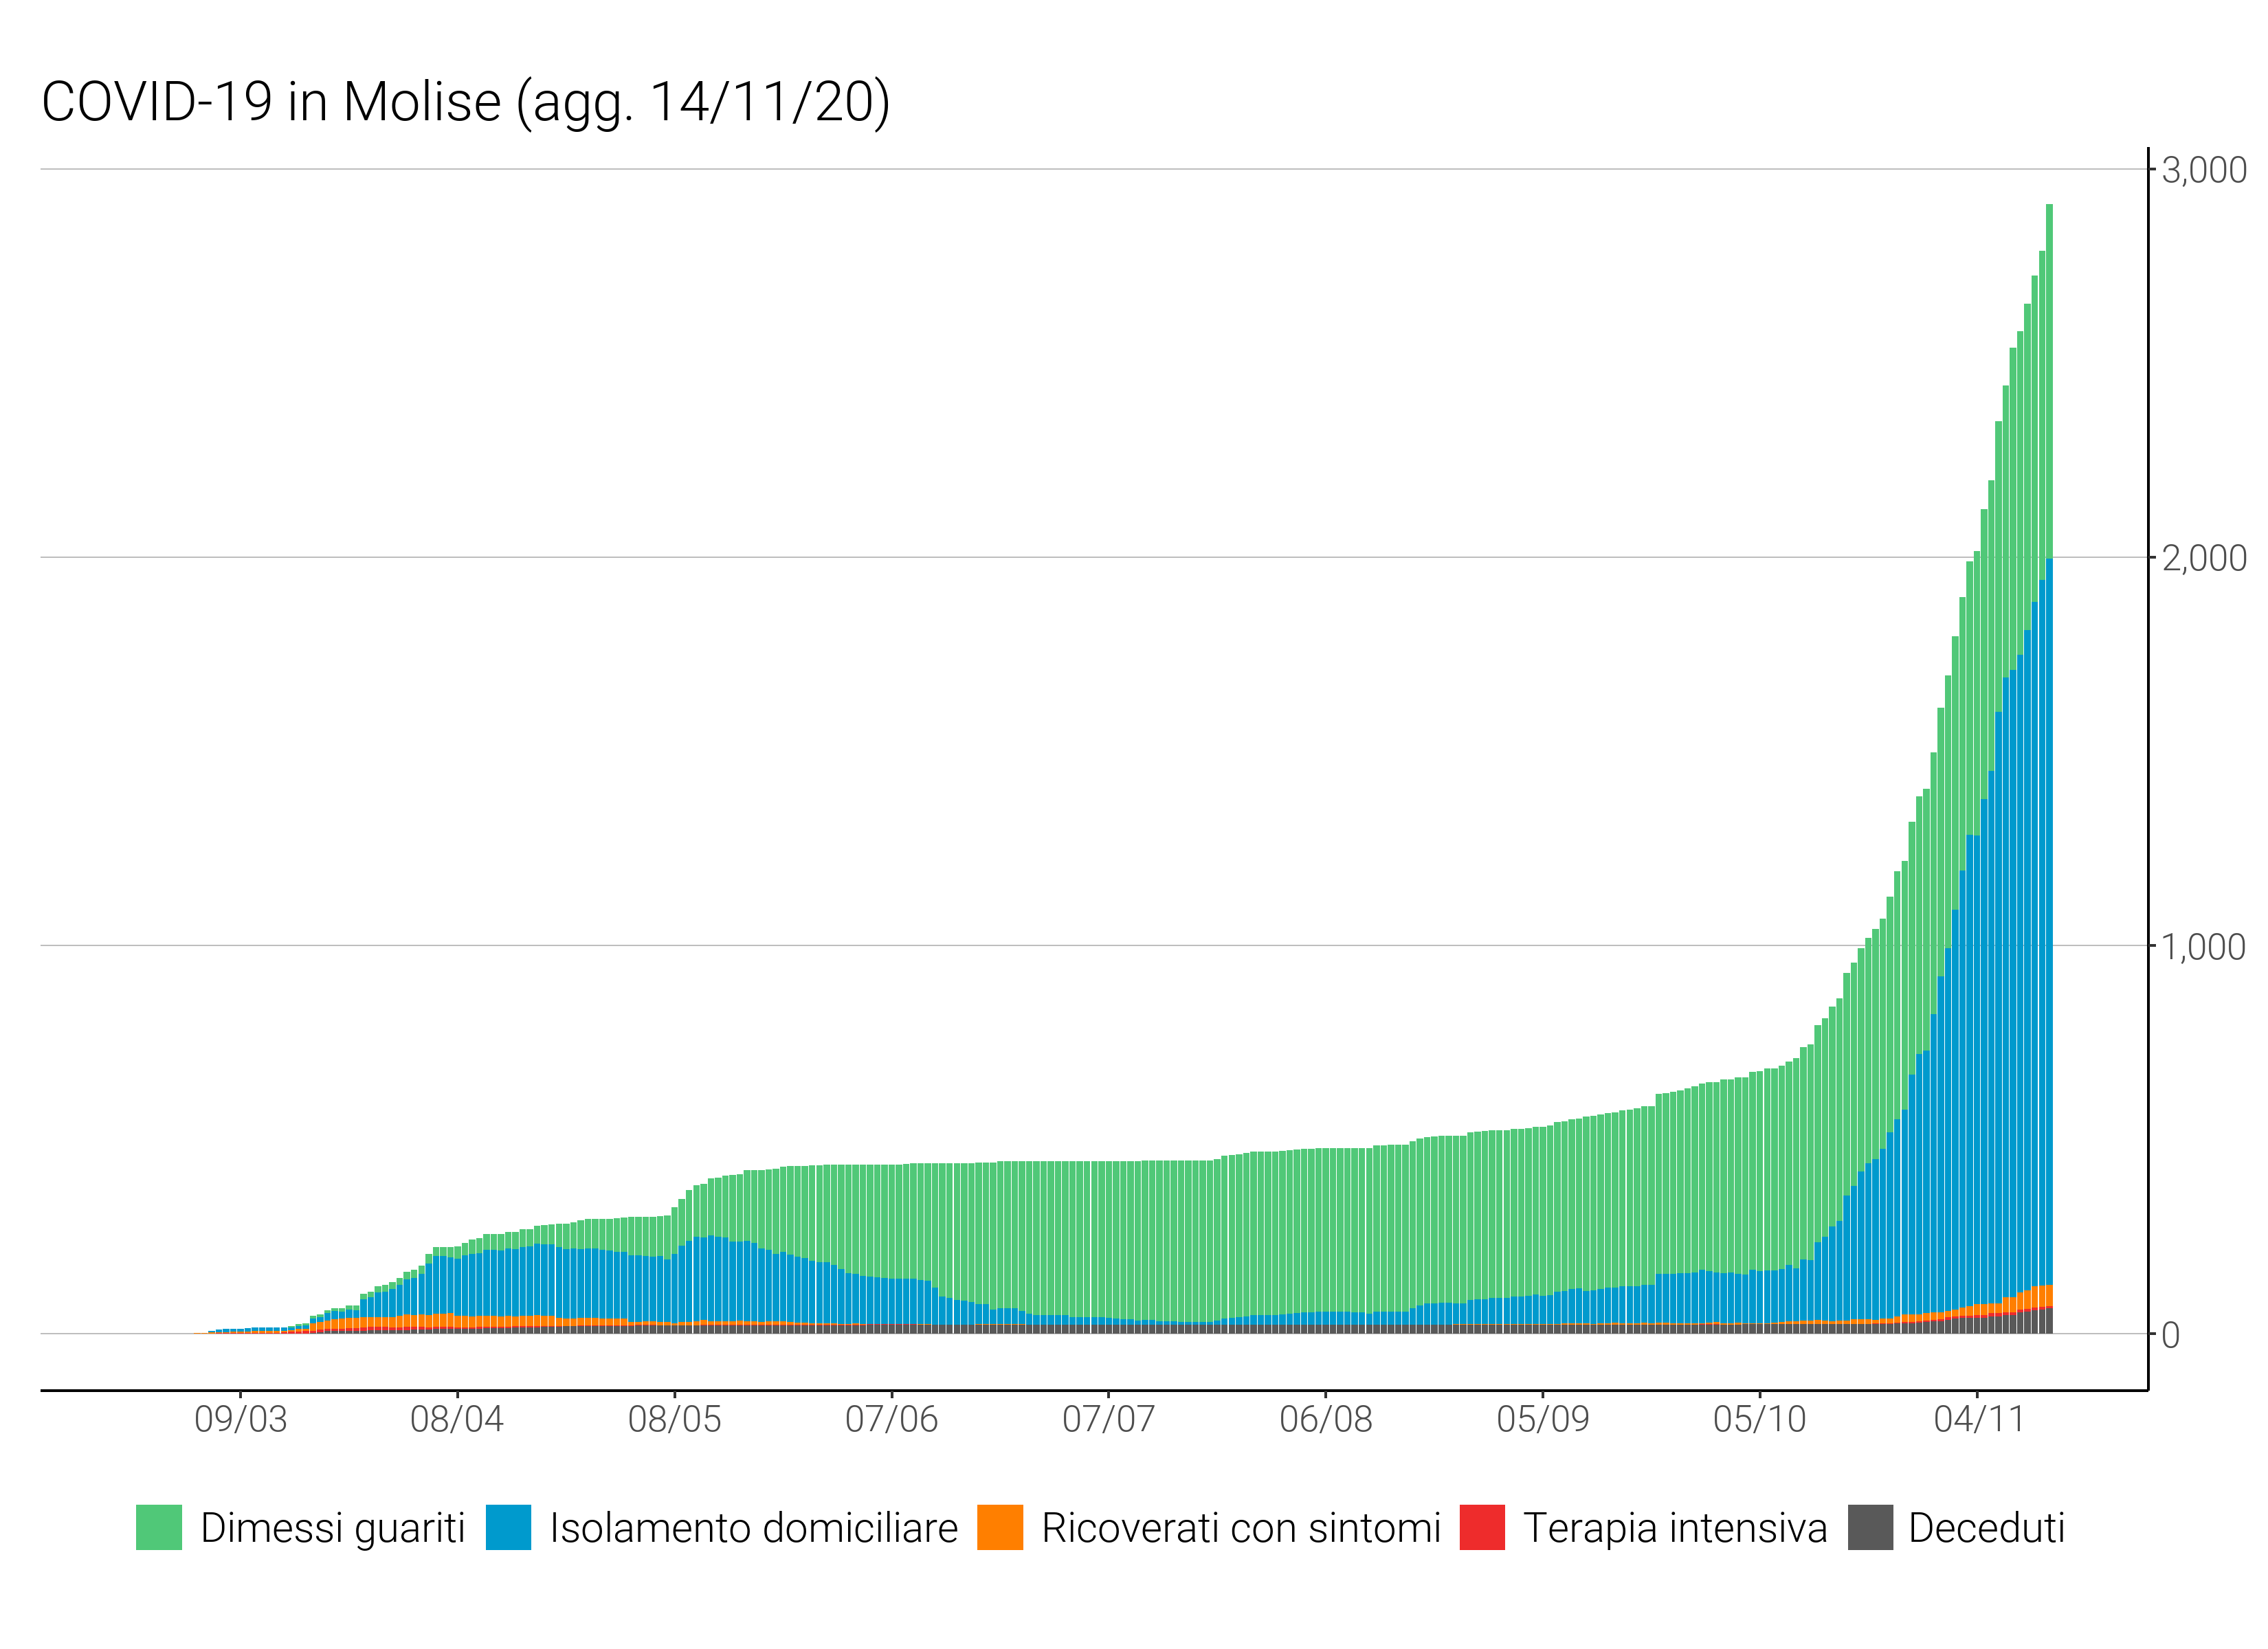 COVID-19 in Molise (agg. 14/11/20)
3,000
2,000
1,000
0
09/03 08/04 08/05 07/06 07/07 06/08 05/09 05/10 04/11
Dimessi guariti Isolamento domiciliare Ricoverati con sintomi Terapia intensiva Deceduti